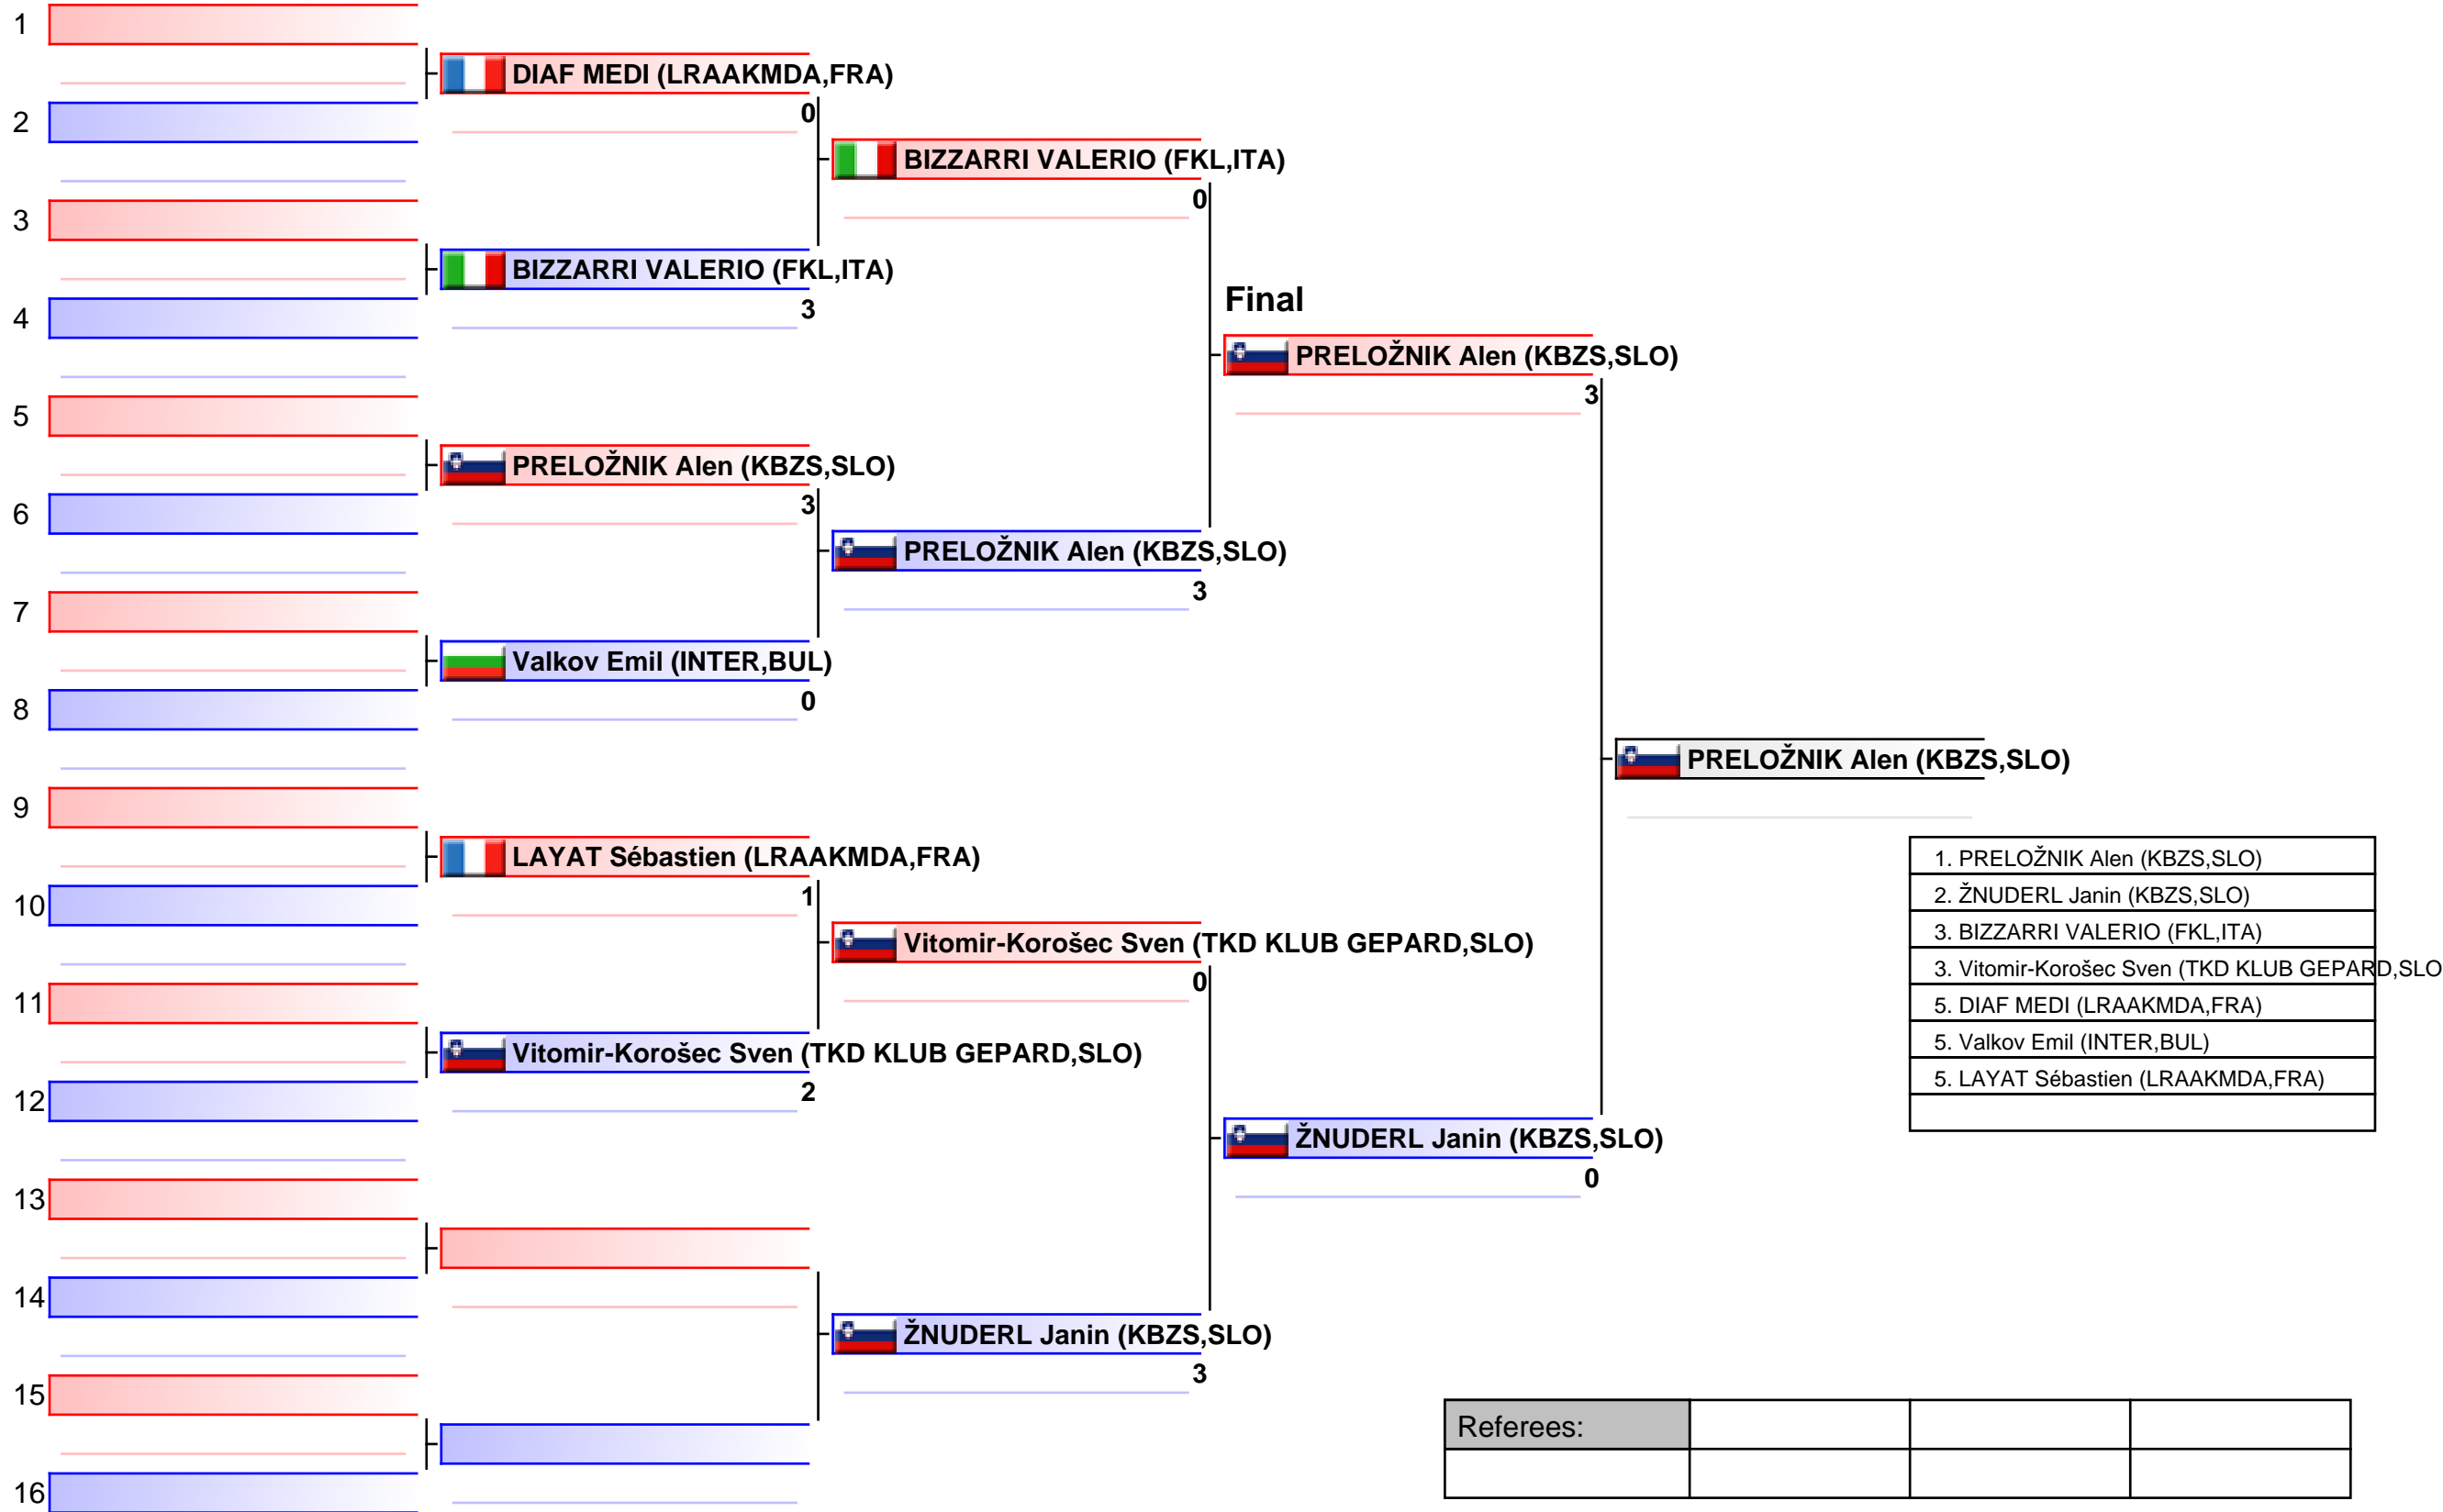 1
2
3
4
5
6
7
8
9
10
11
12
13
14
15
16
DIAF MEDI (LRAAKMDA,FRA)
0
BIZZARRI VALERIO (FKL,ITA)
3
PRELOŽNIK Alen (KBZS,SLO)
3
Valkov Emil (INTER,BUL)
0
LAYAT Sébastien (LRAAKMDA,FRA)
1
Vitomir-Korošec Sven (TKD KLUB GEPARD,SLO)
2
BIZZARRI VALERIO (FKL,ITA)
0
PRELOŽNIK Alen (KBZS,SLO)
3
Vitomir-Korošec Sven (TKD KLUB GEPARD,SLO)
0
ŽNUDERL Janin (KBZS,SLO)
3
Final
PRELOŽNIK Alen (KBZS,SLO)
3
ŽNUDERL Janin (KBZS,SLO)
0
PRELOŽNIK Alen (KBZS,SLO)
1. PRELOŽNIK Alen (KBZS,SLO)
2. ŽNUDERL Janin (KBZS,SLO)
3. BIZZARRI VALERIO (FKL,ITA)
3. Vitomir-Korošec Sven (TKD KLUB GEPARD,SLO
5. DIAF MEDI (LRAAKMDA,FRA)
5. Valkov Emil (INTER,BUL)
5. LAYAT Sébastien (LRAAKMDA,FRA)
Referees: